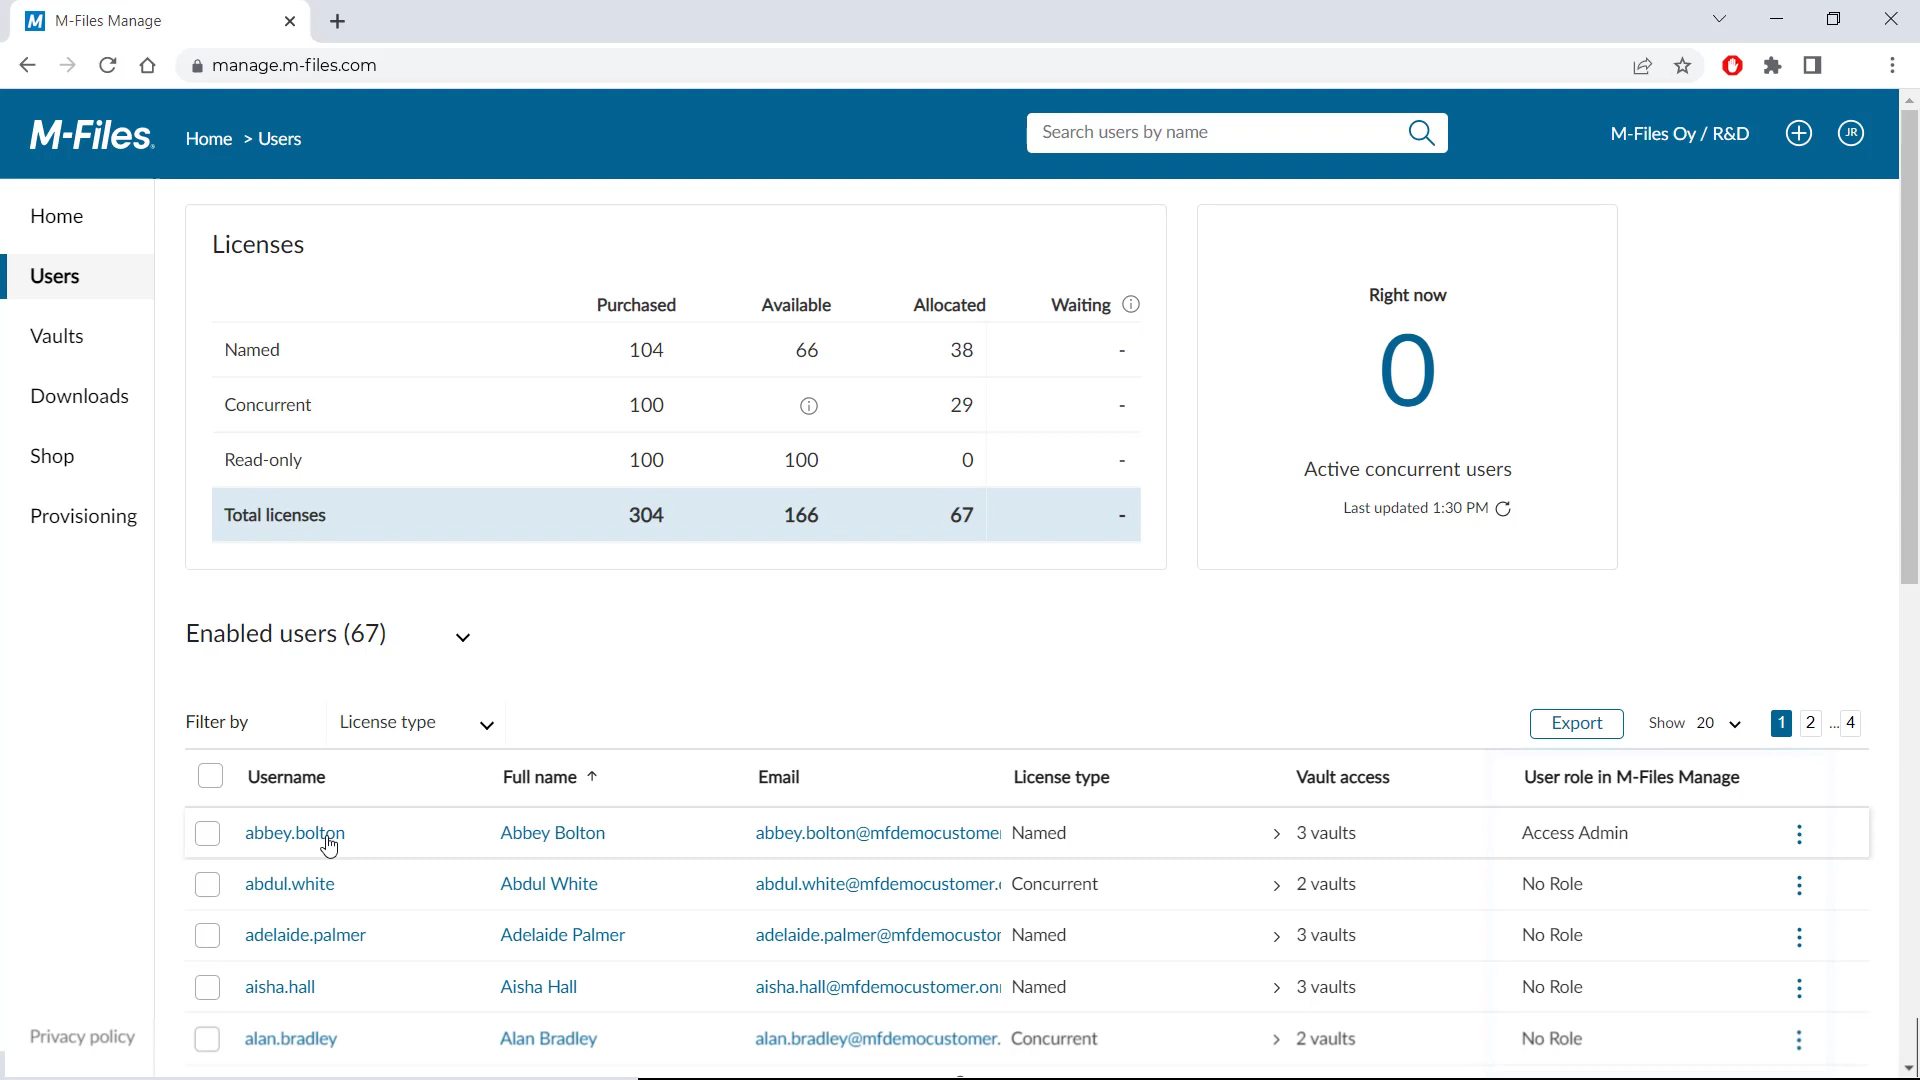 M-Files Manage
manage.m-files.com
M-Files
Home > Users
Search users by name
M-Files Oy / R&D
JR
Home
Users
Vaults
Downloads
Shop
Provisioning
Privacy policy
Licenses
Purchased Available Allocated Waiting
Named 104 66 38 -
Concurrent 100 29 -
Read-only 100 100 0 -
Total licenses 304 166 67 -
Right now
0
Active concurrent users
Last updated 1:30 PM
Enabled users (67)
Filter by License type
Export Show 20 1 2 ... 4
Username Full name ↑ Email License type Vault access User role in M-Files Manage
abbey.bolton Abbey Bolton abbey.bolton@mfdemocustomer Named > 3 vaults Access Admin
abdul.white Abdul White abdul.white@mfdemocustomer. Concurrent > 2 vaults No Role
adelaide.palmer Adelaide Palmer adelaide.palmer@mfdemocustom Named > 3 vaults No Role
aisha.hall Aisha Hall aisha.hall@mfdemocustomer.on Named > 3 vaults No Role
alan.bradley Alan Bradley alan.bradley@mfdemocustomer. Concurrent > 2 vaults No Role